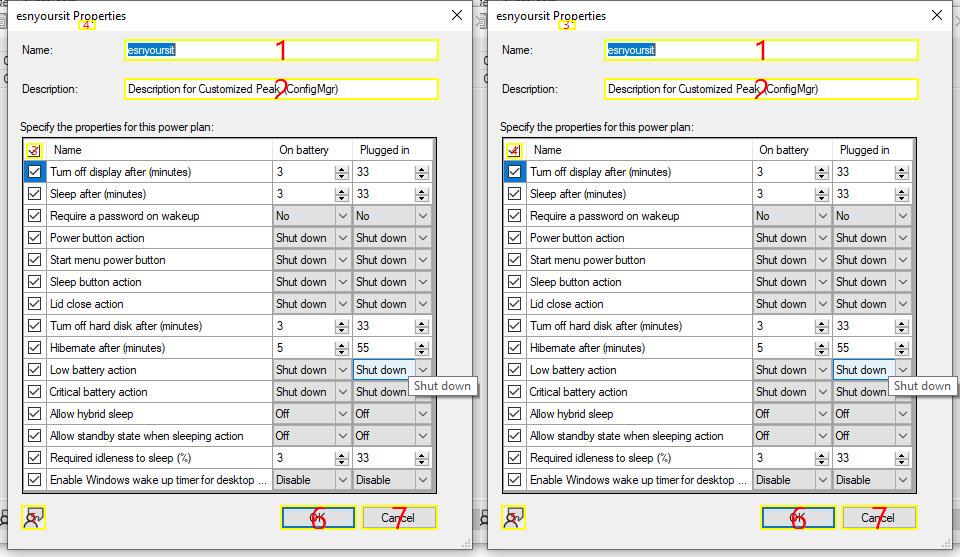 esnyoursit Properties
4
Name: esnyoursit 1
Description: Description for Customized Peak (ConfigMgr) 2
Specify the properties for this power plan:
3 Name On battery Plugged in
Turn off display after (minutes) 3 33
Sleep after (minutes) 3 33
Require a password on wakeup No No
Power button action Shut down Shut down
Start menu power button Shut down Shut down
Sleep button action Shut down Shut down
Lid close action Shut down Shut down
Turn off hard disk after (minutes) 3 33
Hibernate after (minutes) 5 55
Low battery action Shut down Shut down
Shut down
Critical battery action Shut down Shut down
Allow hybrid sleep Off Off
Allow standby state when sleeping action Off Off
Required idleness to sleep (%) 3 33
Enable Windows wake up timer for desktop ... Disable Disable
5 OK 6 Cancel 7
esnyoursit Properties
3
Name: esnyoursit 1
Description: Description for Customized Peak (ConfigMgr) 2
Specify the properties for this power plan:
4 Name On battery Plugged in
Turn off display after (minutes) 3 33
Sleep after (minutes) 3 33
Require a password on wakeup No No
Power button action Shut down Shut down
Start menu power button Shut down Shut down
Sleep button action Shut down Shut down
Lid close action Shut down Shut down
Turn off hard disk after (minutes) 3 33
Hibernate after (minutes) 5 55
Low battery action Shut down Shut down
Shut down
Critical battery action Shut down Shut down
Allow hybrid sleep Off Off
Allow standby state when sleeping action Off Off
Required idleness to sleep (%) 3 33
Enable Windows wake up timer for desktop ... Disable Disable
5 OK 6 Cancel 7